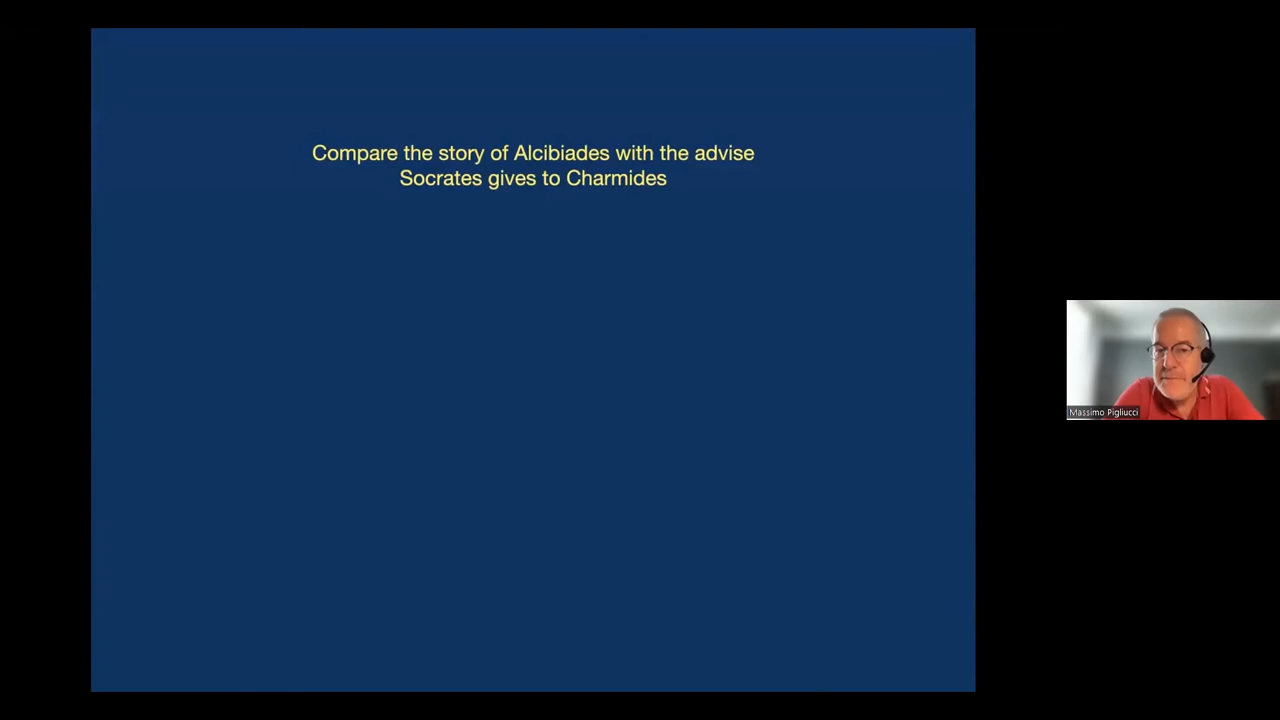 Compare the story of Alcibiades with the advise
Socrates gives to Charmides
Massimo Pigliucci